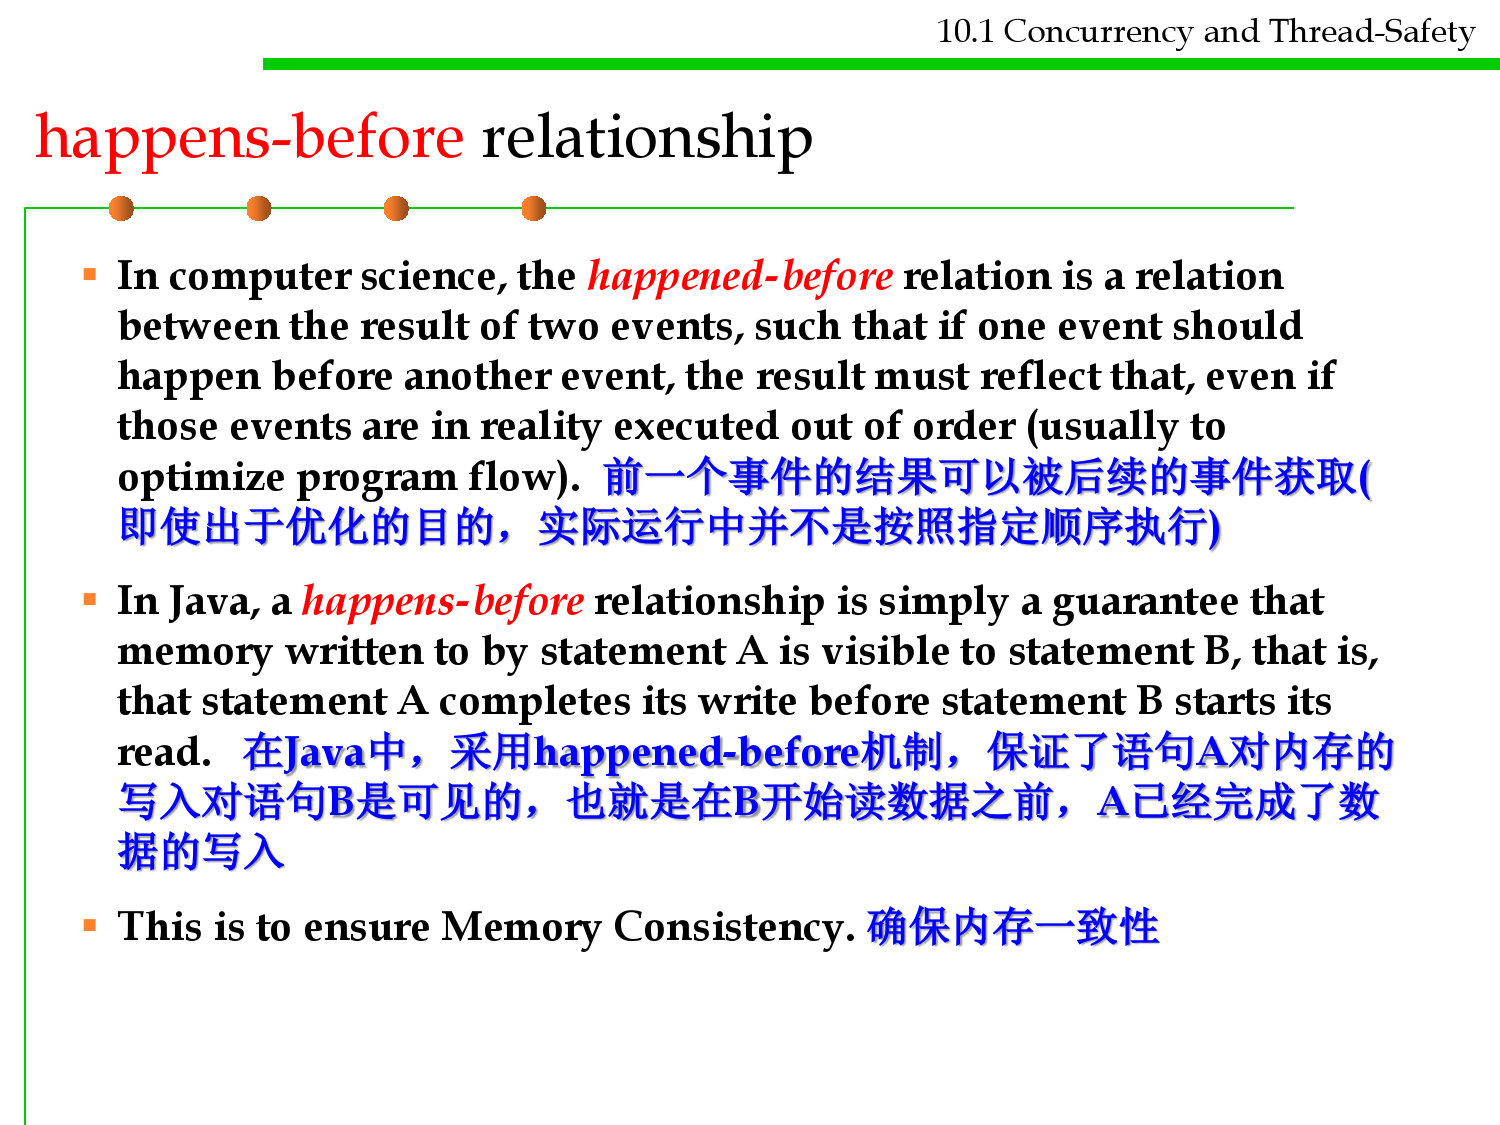 10.1 Concurrency and Thread-Safety
happens-before relationship
In computer science, the happened-before relation is a relation
between the result of two events, such that if one event should
happen before another event, the result must reflect that, even if
those events are in reality executed out of order (usually to
optimize program flow). 前一个事件的结果可以被后续的事件获取(
即使出于优化的目的，实际运行中并不是按照指定顺序执行)
In Java, a happens-before relationship is simply a guarantee that
memory written to by statement A is visible to statement B, that is,
that statement A completes its write before statement B starts its
read. 在Java中，采用happened-before机制，保证了语句A对内存的
写入对语句B是可见的，也就是在B开始读数据之前，A已经完成了数
据的写入
This is to ensure Memory Consistency. 确保内存一致性